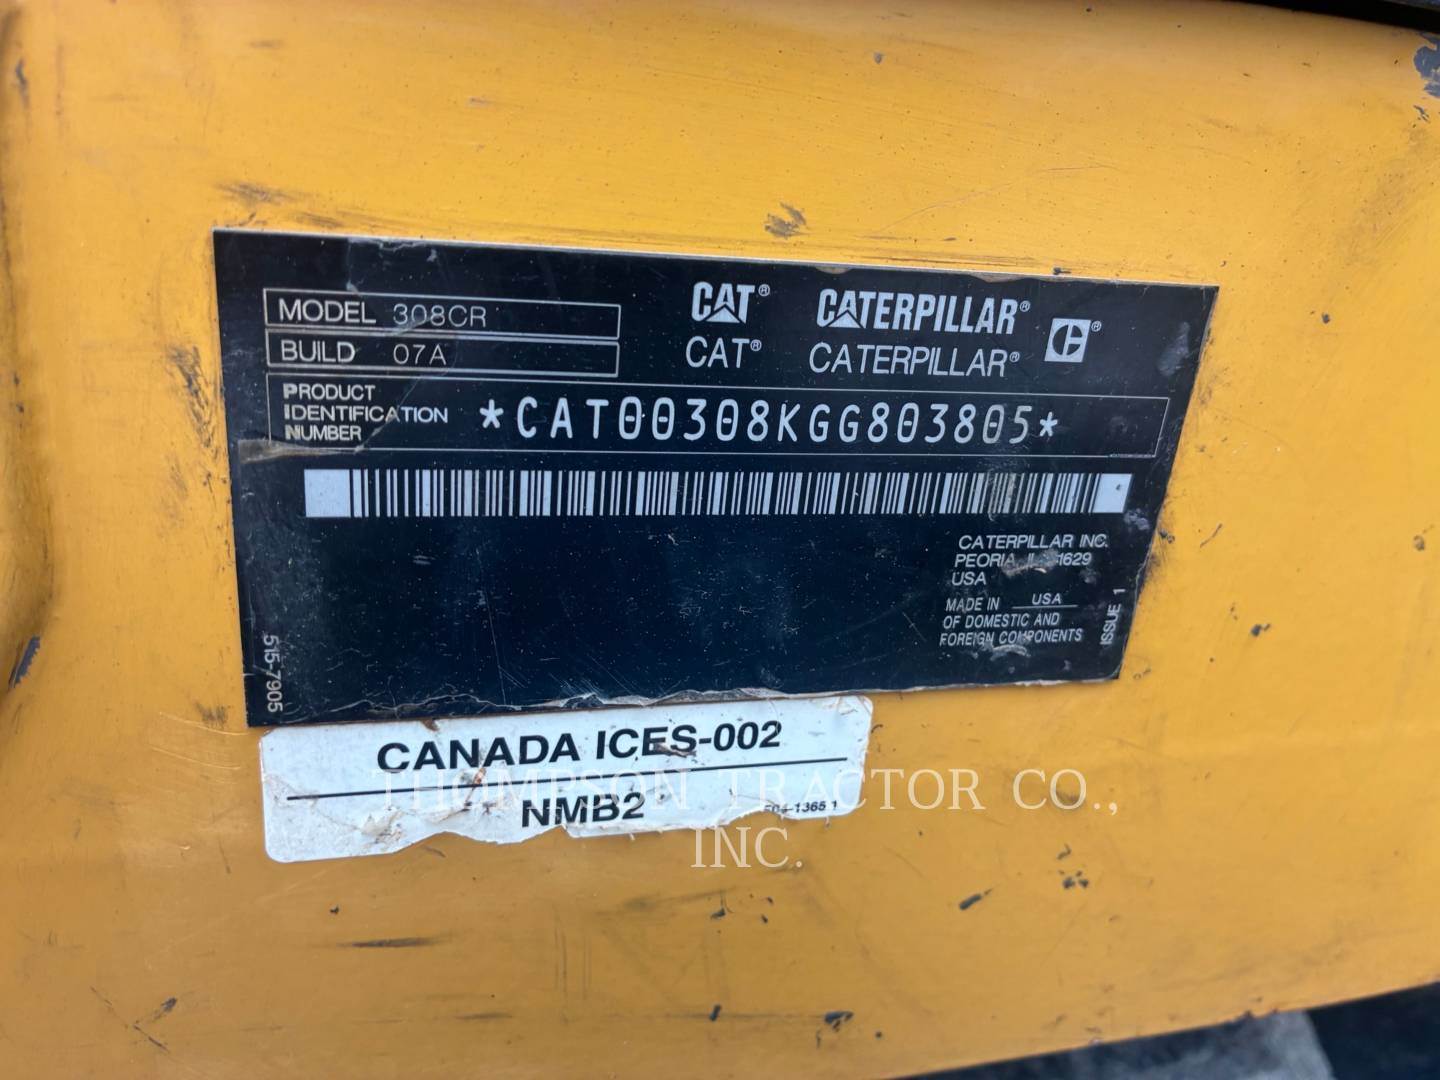 MODEL 308CR
BUILD 07A
CAT® CATERPILLAR® C®
CAT® CATERPILLAR®
PRODUCT
IDENTIFICATION
NUMBER
*CAT00308KGG803805*
CATERPILLAR INC.
PEORIA, IL
USA
MADE IN USA
OF DOMESTIC AND
FOREIGN COMPONENTS
ISSUE 1
515-7905
CANADA ICES-002
NMB2
THOMPSON TRACTOR CO.,
INC.